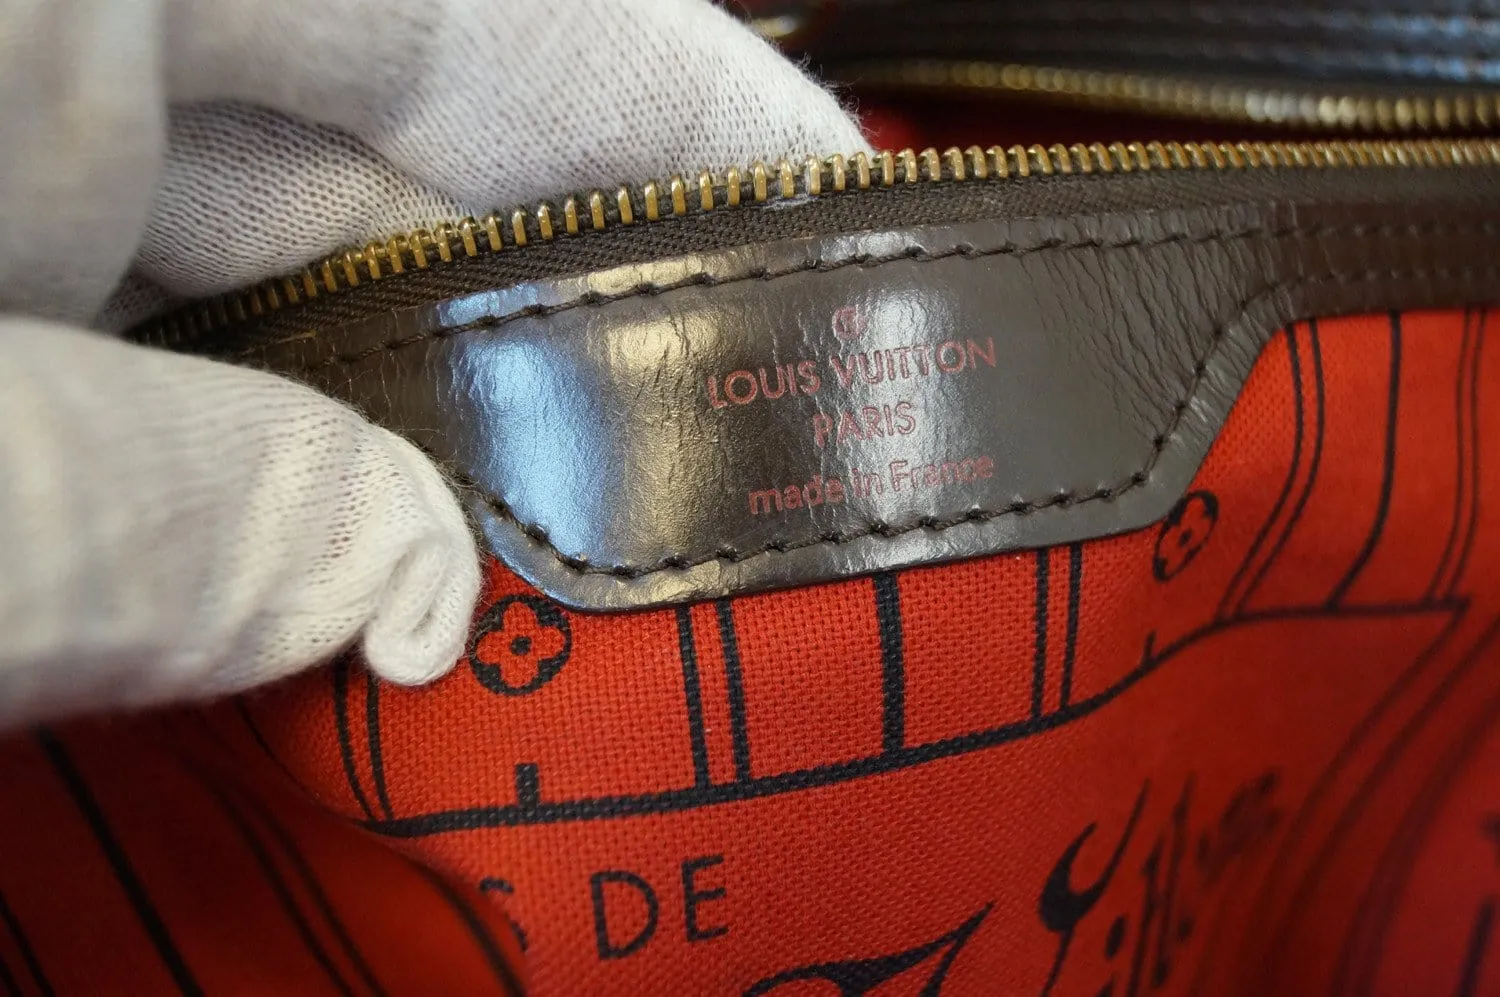 LOUIS VUITTON
PARIS
made in France
S DE